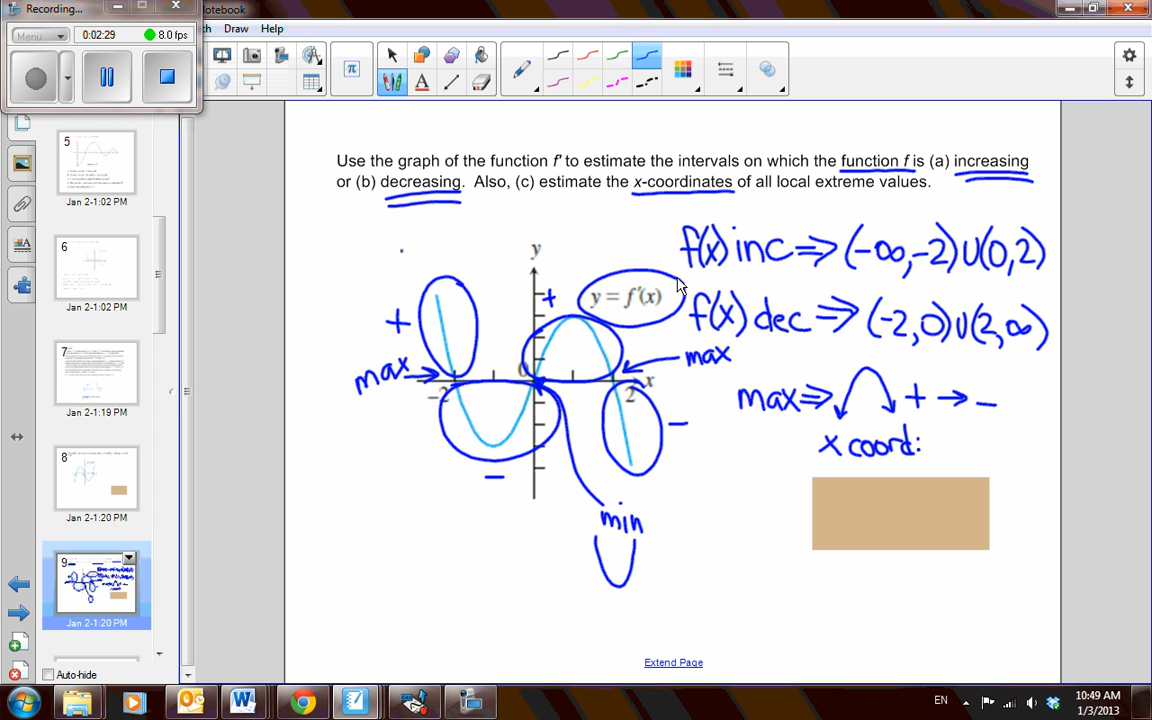 Recording...
Notebook
Menu
0:02:29
8.0 fps
th Draw Help
5
Jan 2-1:02 PM
6
Jan 2-1:02 PM
7
Jan 2-1:19 PM
8
Jan 2-1:20 PM
9
Jan 2-1:20 PM
Auto-hide
Use the graph of the function f' to estimate the intervals on which the function f is (a) increasing
or (b) decreasing. Also, (c) estimate the x-coordinates of all local extreme values.
y
f(x) inc ⇒ (-∞,-2)∪(0,2)
+ y = f'(x)
f(x) dec ⇒ (-2,0)∪(2,∞)
+
max
max
0
x
-2
2
max ⇒ + → -
-
x coord:
-
min
Extend Page
π
A
EN
10:49 AM
1/3/2013